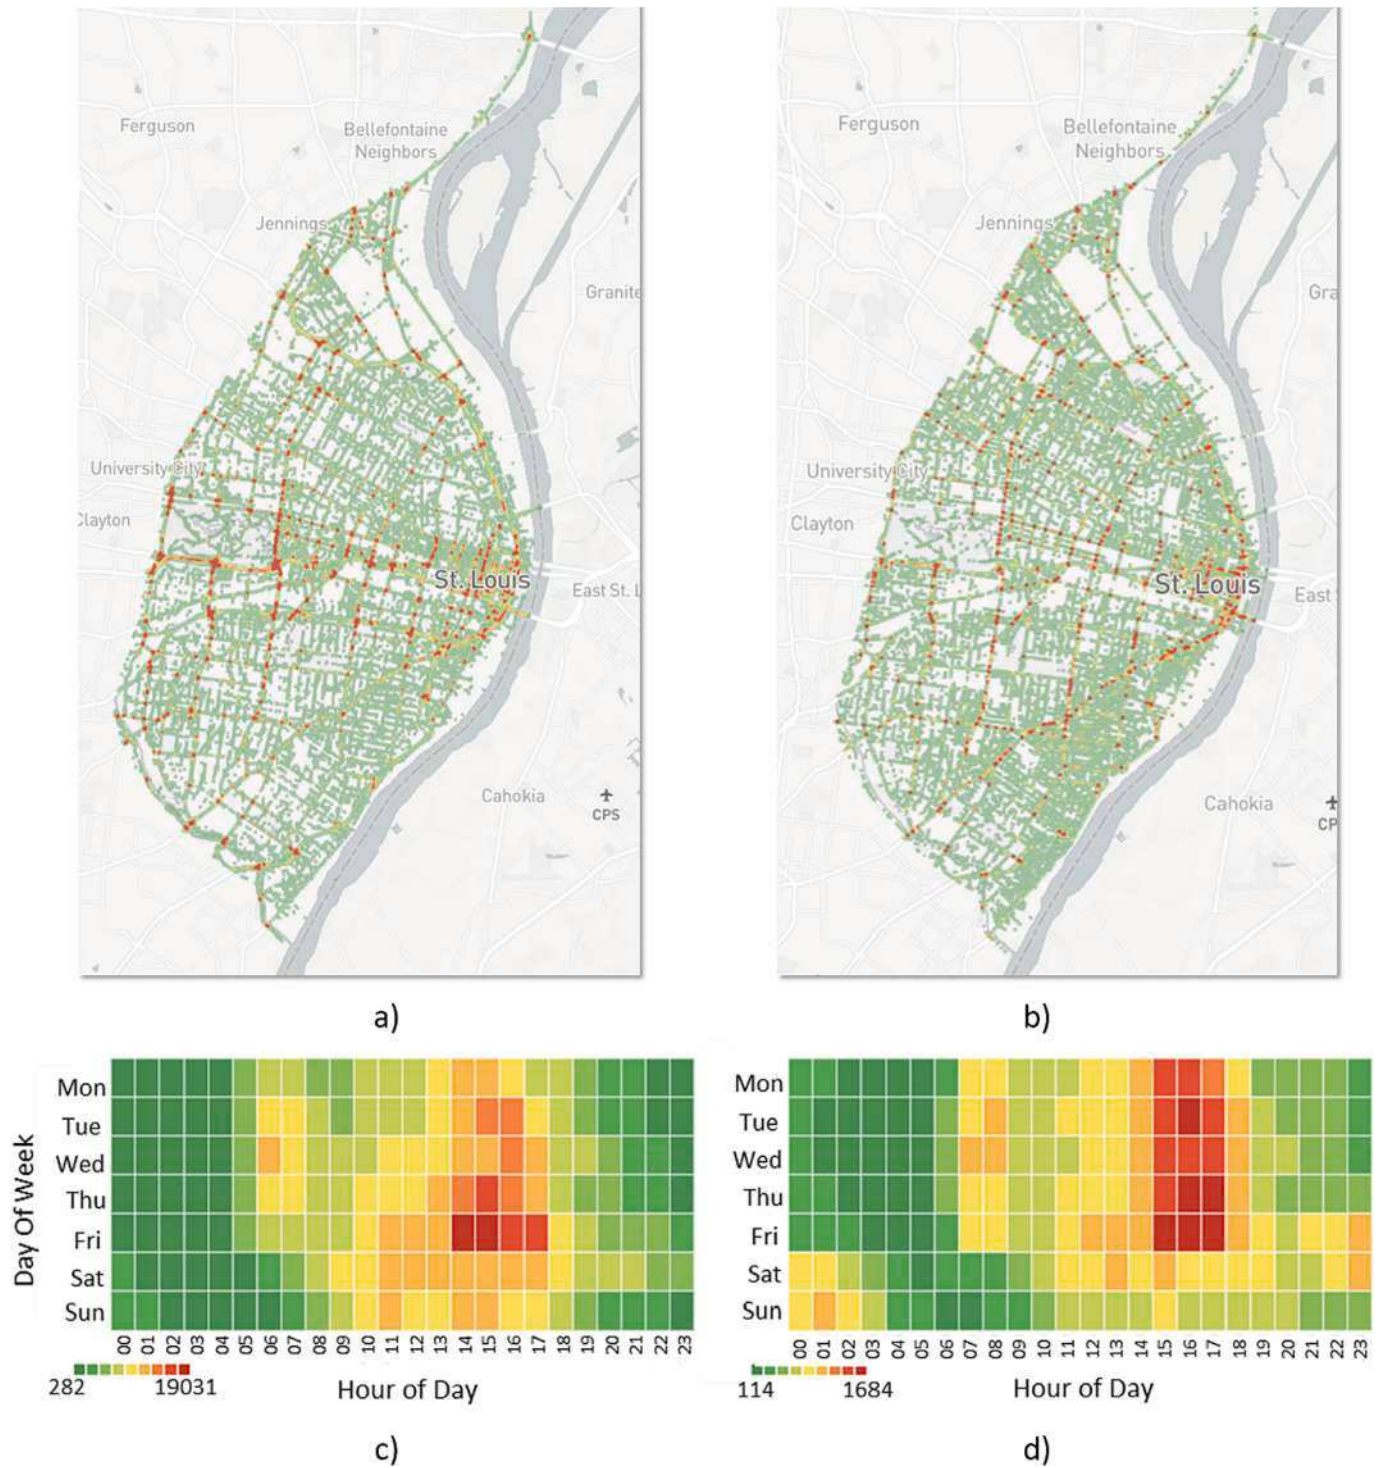 Ferguson
Bellefontaine
Neighbors
Jennings
Granite
University City
Clayton
St. Louis
East St. L
Cahokia
CPS
a)
Ferguson
Bellefontaine
Neighbors
Jennings
Gra
University City
Clayton
St. Louis
East S
Cahokia
CP
b)
Day Of Week
Mon
Tue
Wed
Thu
Fri
Sat
Sun
00 01 02 03 04 05 06 07 08 09 10 11 12 13 14 15 16 17 18 19 20 21 22 23
282 19031
Hour of Day
c)
Mon
Tue
Wed
Thu
Fri
Sat
Sun
00 01 02 03 04 05 06 07 08 09 10 11 12 13 14 15 16 17 18 19 20 21 22 23
114 1684
Hour of Day
d)